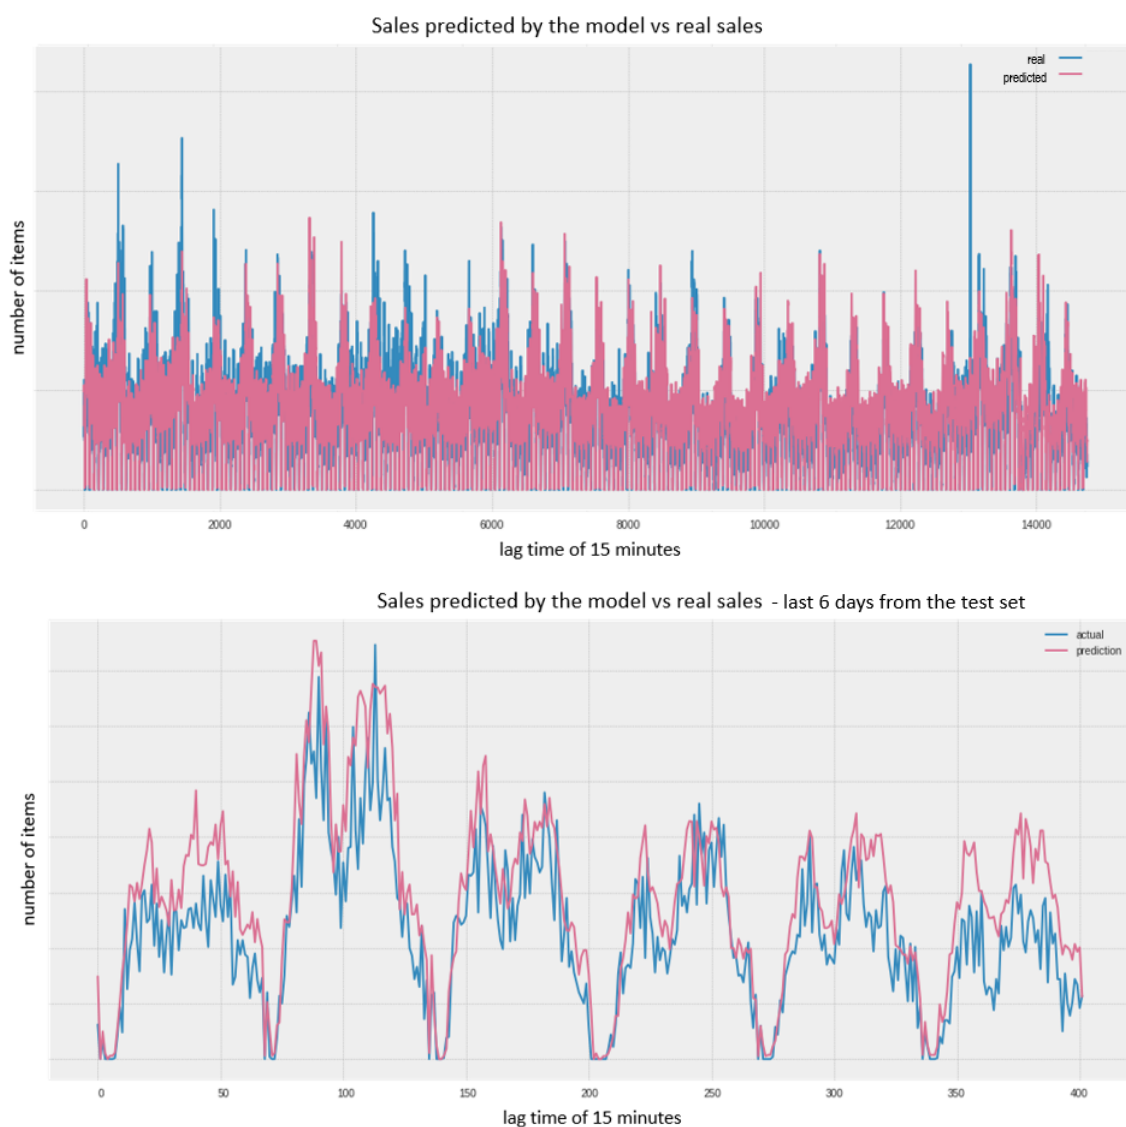 Sales predicted by the model vs real sales
real
predicted
number of items
0 2000 4000 6000 8000 10000 12000 14000
lag time of 15 minutes
Sales predicted by the model vs real sales - last 6 days from the test set
actual
prediction
number of items
0 50 100 150 200 250 300 350 400
lag time of 15 minutes